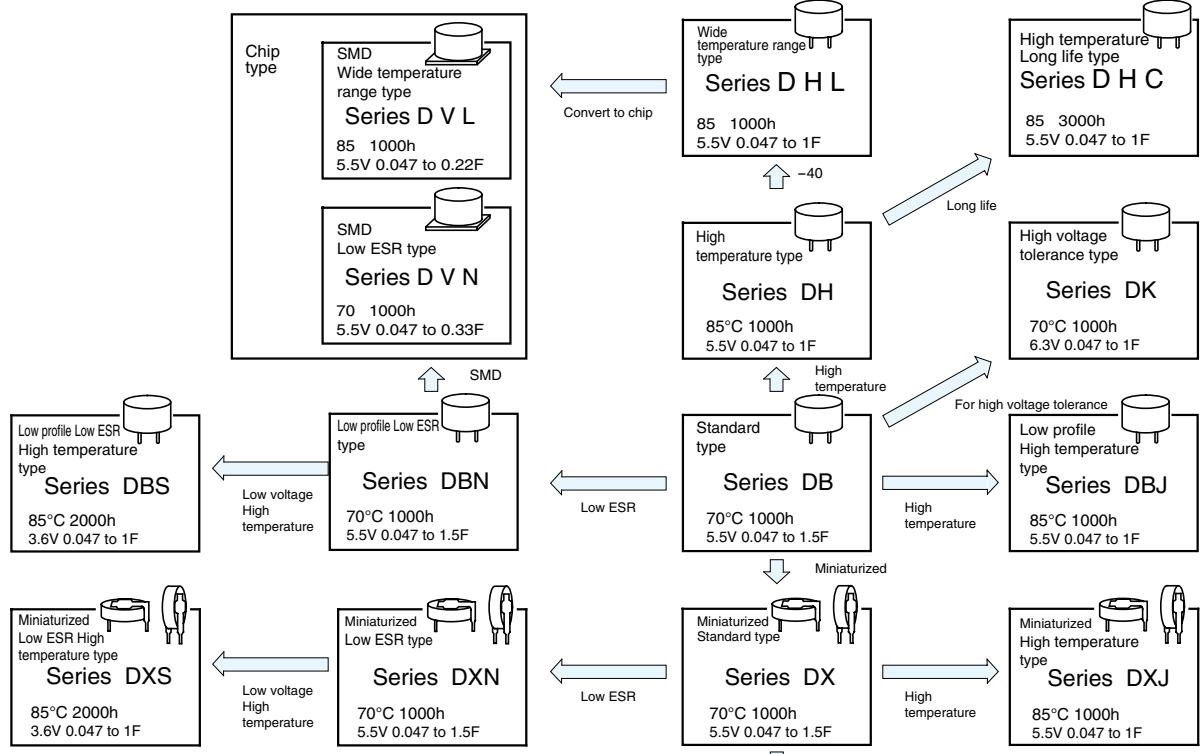 Chip
type
SMD
Wide temperature
range type
Series D V L
85 1000h
5.5V 0.047 to 0.22F
SMD
Low ESR type
Series D V N
70 1000h
5.5V 0.047 to 0.33F
Convert to chip
Wide
temperature range
type
Series D H L
85 1000h
5.5V 0.047 to 1F
High temperature
Long life type
Series D H C
85 3000h
5.5V 0.047 to 1F
−40
Long life
High
temperature type
Series DH
85°C 1000h
5.5V 0.047 to 1F
High voltage
tolerance type
Series DK
70°C 1000h
6.3V 0.047 to 1F
SMD
High
temperature
For high voltage tolerance
Low profile Low ESR
High temperature
type
Series DBS
85°C 2000h
3.6V 0.047 to 1F
Low voltage
High
temperature
Low profile Low ESR
type
Series DBN
70°C 1000h
5.5V 0.047 to 1.5F
Low ESR
Standard
type
Series DB
70°C 1000h
5.5V 0.047 to 1.5F
High
temperature
Low profile
High temperature
type
Series DBJ
85°C 1000h
5.5V 0.047 to 1F
Miniaturized
Miniaturized
Low ESR High
temperature type
Series DXS
85°C 2000h
3.6V 0.047 to 1F
Low voltage
High
temperature
Miniaturized
Low ESR type
Series DXN
70°C 1000h
5.5V 0.047 to 1.5F
Low ESR
Miniaturized
Standard type
Series DX
70°C 1000h
5.5V 0.047 to 1.5F
High
temperature
Miniaturized
High temperature
type
Series DXJ
85°C 1000h
5.5V 0.047 to 1F